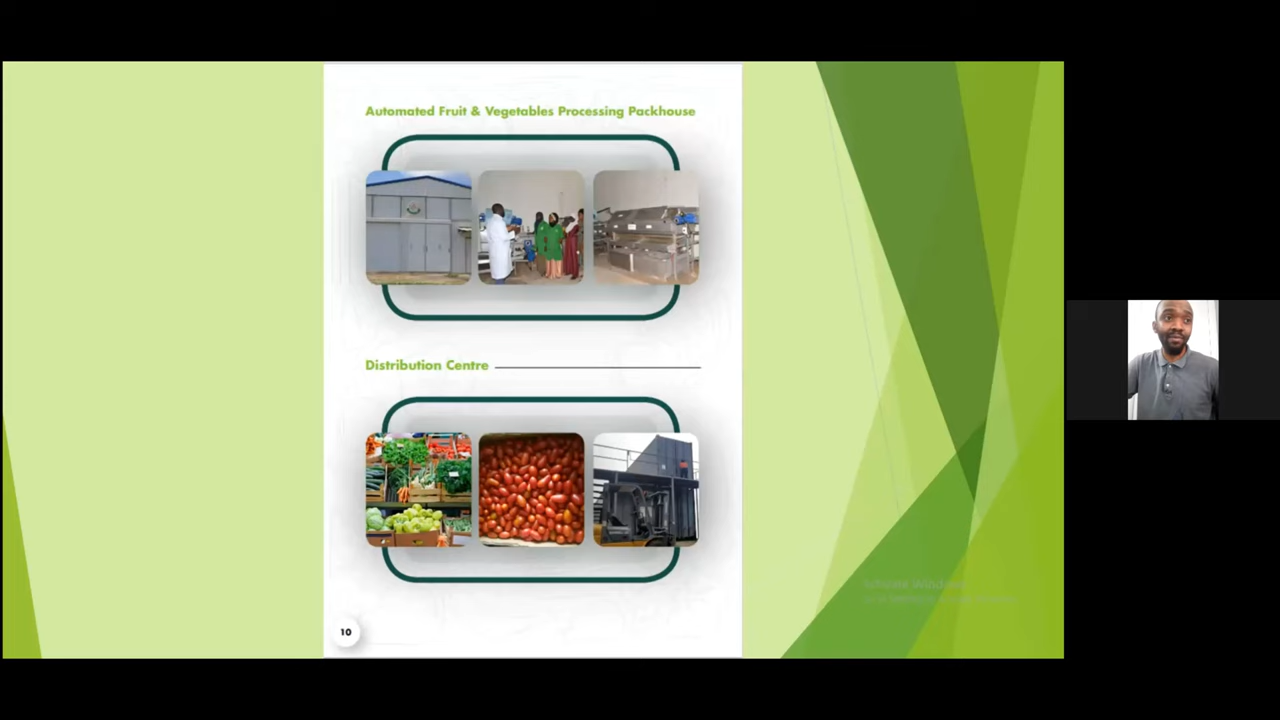 Automated Fruit & Vegetables Processing Packhouse
Distribution Centre
10